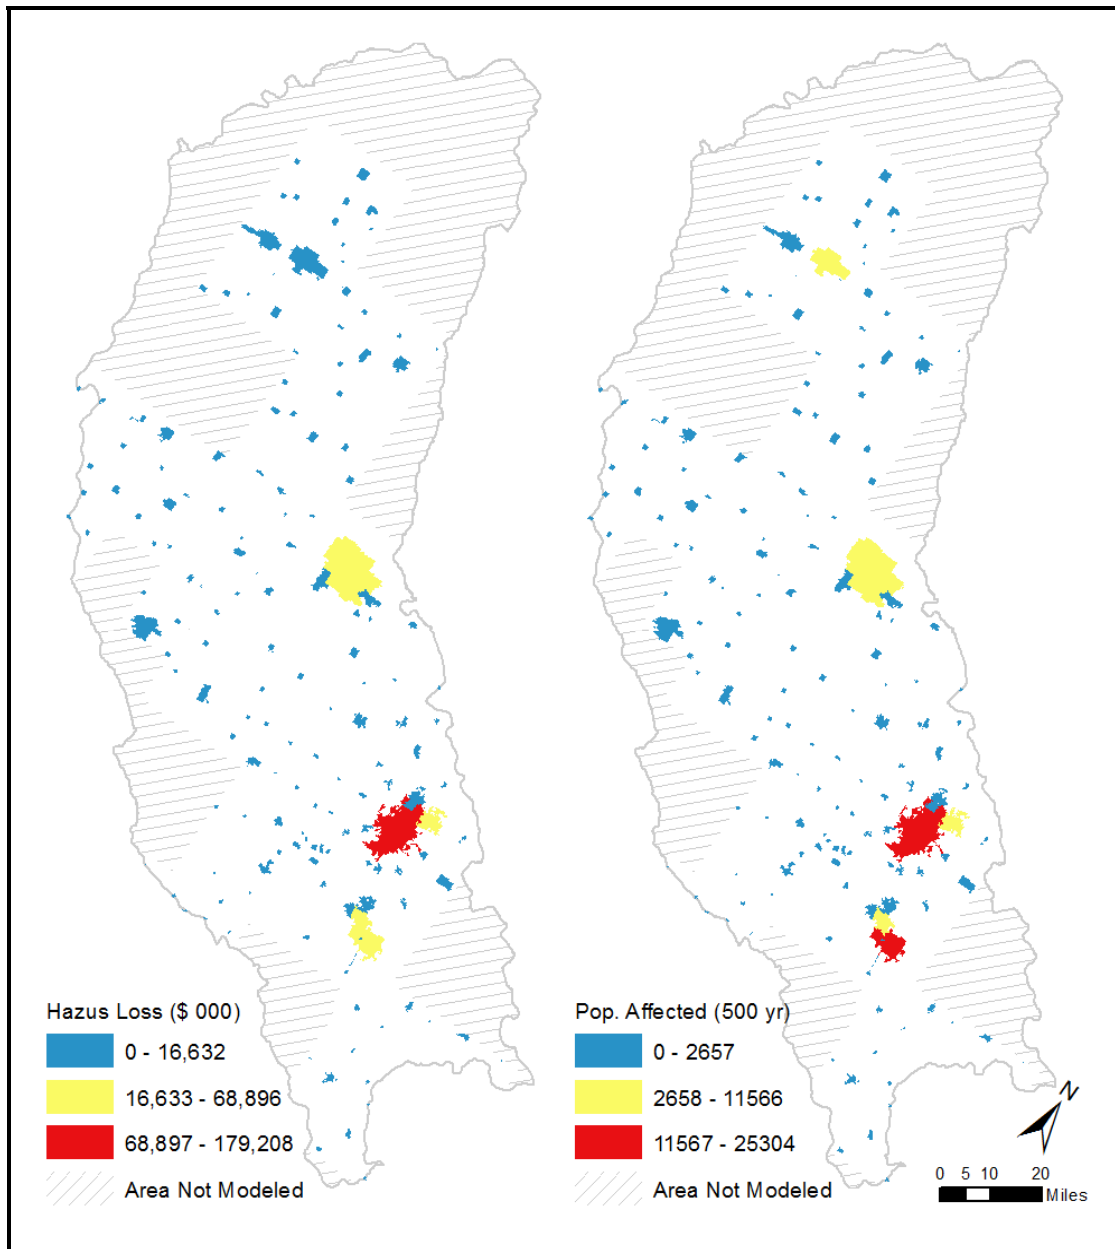 Hazus Loss ($ 000)
0 - 16,632
16,633 - 68,896
68,897 - 179,208
Area Not Modeled
Pop. Affected (500 yr)
0 - 2657
2658 - 11566
11567 - 25304
Area Not Modeled
N
0 5 10 20
Miles